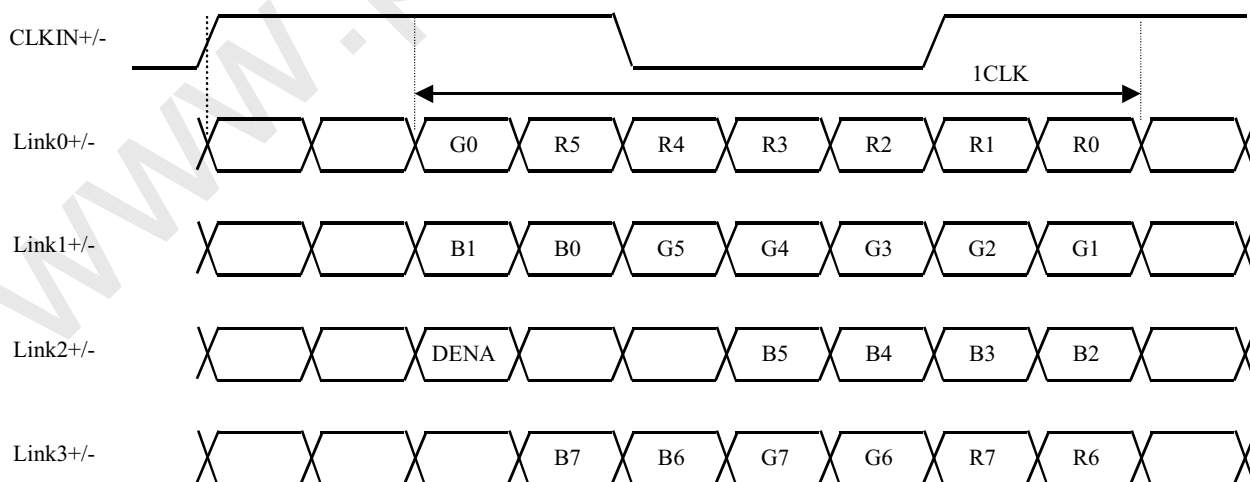 CLKIN+/-
1CLK
Link0+/- G0 R5 R4 R3 R2 R1 R0
Link1+/- B1 B0 G5 G4 G3 G2 G1
Link2+/- DENA B5 B4 B3 B2
Link3+/- B7 B6 G7 G6 R7 R6
www.